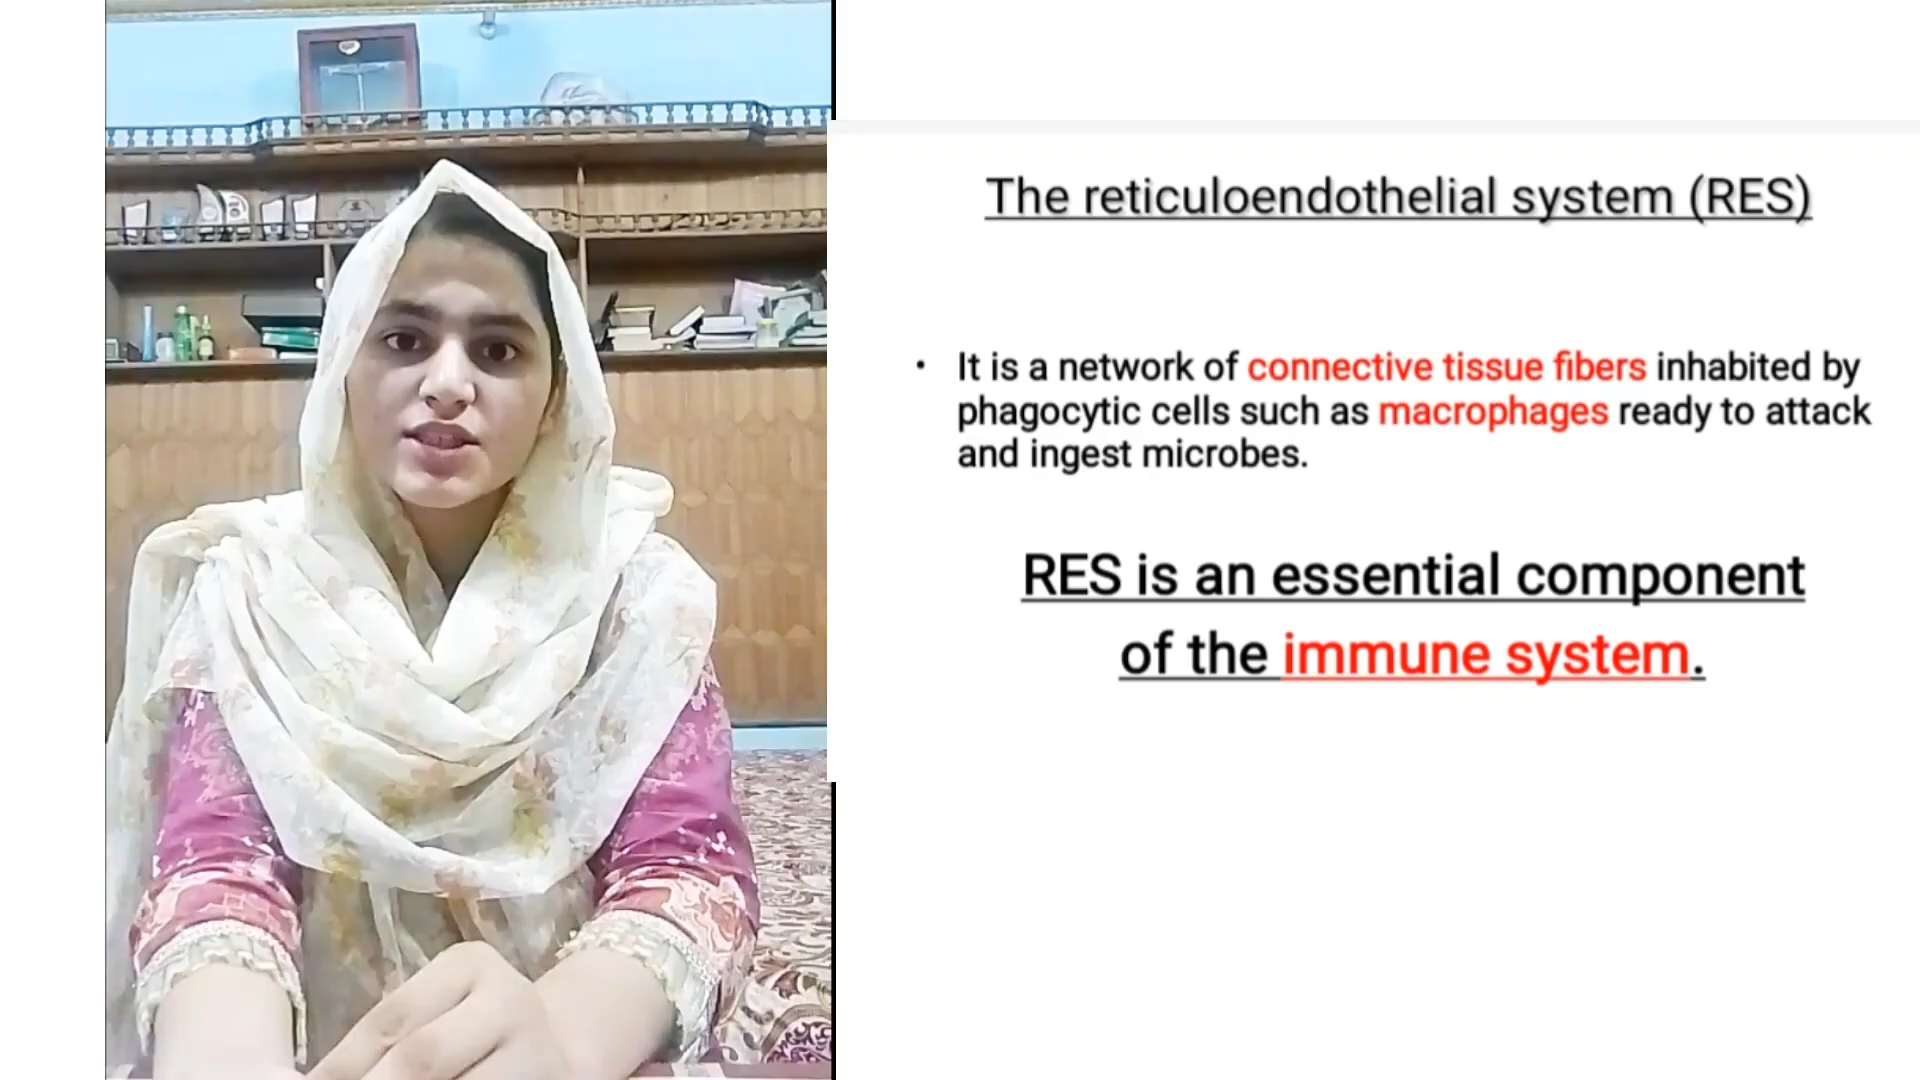 The reticuloendothelial system (RES)
• It is a network of connective tissue fibers inhabited by
phagocytic cells such as macrophages ready to attack
and ingest microbes.
RES is an essential component
of the immune system.